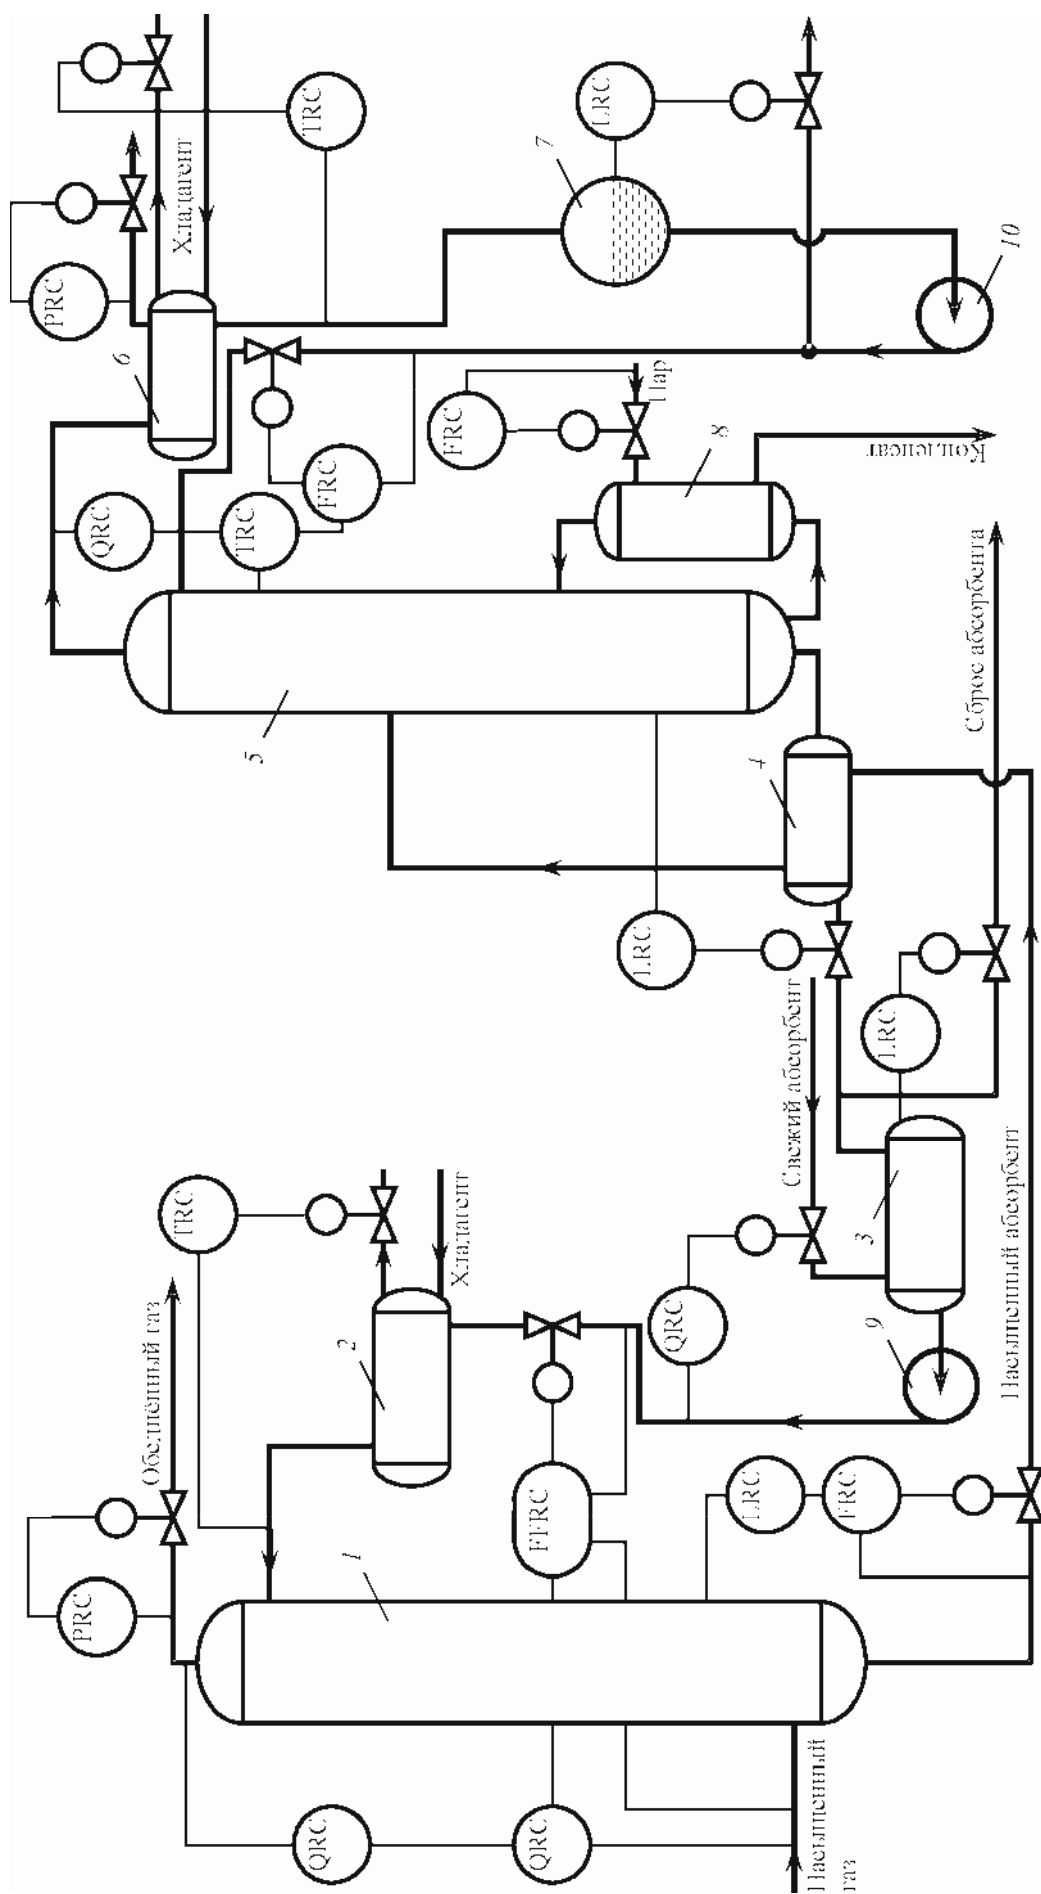 PRC
Хладагент
TRC
LRC
7
6
10
QRC
TRC
FRC
FRC
Пар
8
Конденсат
5
4
LRC
Сброс абсорбента
Свежий абсорбент
LRC
3
TRC
Хладагент
Обеднённый газ
2
QRC
9
Насыщенный абсорбент
PRC
1
FFRC
LRC
FRC
QRC
QRC
Насыщенный
газ